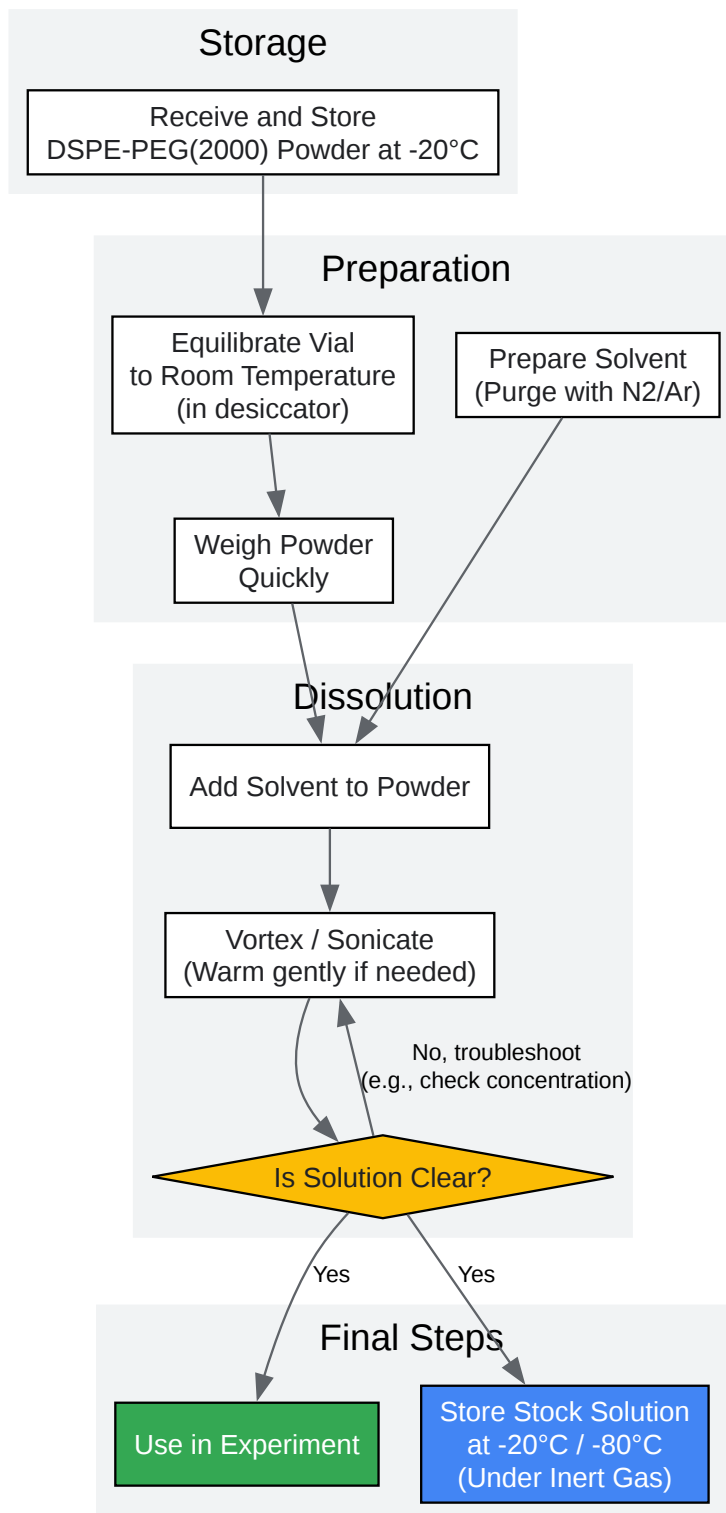 Storage
Receive and Store
DSPE-PEG(2000) Powder at -20°C
Preparation
Equilibrate Vial
to Room Temperature
(in desiccator)
Prepare Solvent
(Purge with N2/Ar)
Weigh Powder
Quickly
Dissolution
Add Solvent to Powder
Vortex / Sonicate
(Warm gently if needed)
No, troubleshoot
(e.g., check concentration)
Is Solution Clear?
Yes
Yes
Final Steps
Use in Experiment
Store Stock Solution
at -20°C / -80°C
(Under Inert Gas)